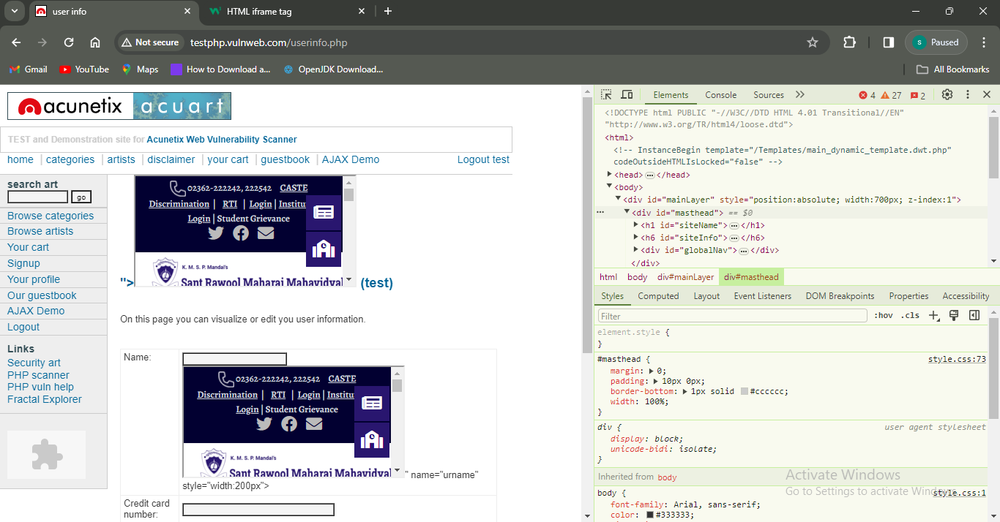 user info
HTML iframe tag
Not secure
testphp.vulnweb.com/userinfo.php
S
Paused
Gmail
YouTube
Maps
How to Download a...
OpenJDK Download...
All Bookmarks
acunetix
acuart
TEST and Demonstration site for Acunetix Web Vulnerability Scanner
home | categories | artists | disclaimer | your cart | guestbook | AJAX Demo
Logout test
search art
go
Browse categories
Browse artists
Your cart
Signup
Your profile
Our guestbook
AJAX Demo
Logout
Links
Security art
PHP scanner
PHP vuln help
Fractal Explorer
02362-222242, 222542 CASTE
Discrimination | RTI | Login | Institu
Login | Student Grievance
K. M. S. P. Mandal's
Sant Rawool Maharaj Mahavidyal
"> (test)
On this page you can visualize or edit you user information.
Name:
02362-222242, 222542 CASTE
Discrimination | RTI | Login | Institu
Login | Student Grievance
K. M. S. P. Mandal's
Sant Rawool Maharaj Mahavidyal
" name="urname"
style="width:200px">
Credit card
number:
Elements
Console
Sources
4
27
2
<!DOCTYPE html PUBLIC "-//W3C//DTD HTML 4.01 Transitional//EN"
"http://www.w3.org/TR/html4/loose.dtd">
<html>
<!-- InstanceBegin template="/Templates/main_dynamic_template.dwt.php"
codeOutsideHTMLIsLocked="false" -->
<head>…</head>
<body>
<div id="mainLayer" style="position:absolute; width:700px; z-index:1">
<div id="masthead"> == $0
<h1 id="siteName">…</h1>
<h6 id="siteInfo">…</h6>
<div id="globalNav">…</div>
</div>
html body div#mainLayer div#masthead
Styles Computed Layout Event Listeners DOM Breakpoints Properties Accessibility
Filter
:hov .cls
element.style {
}
#masthead {
style.css:73
margin: 0;
padding: 10px 0px;
border-bottom: 1px solid #cccccc;
width: 100%;
}
div {
user agent stylesheet
display: block;
unicode-bidi: isolate;
}
Inherited from body
body {
style.css:1
font-family: Arial, sans-serif;
color: #333333;
Activate Windows
Go to Settings to activate Windows.